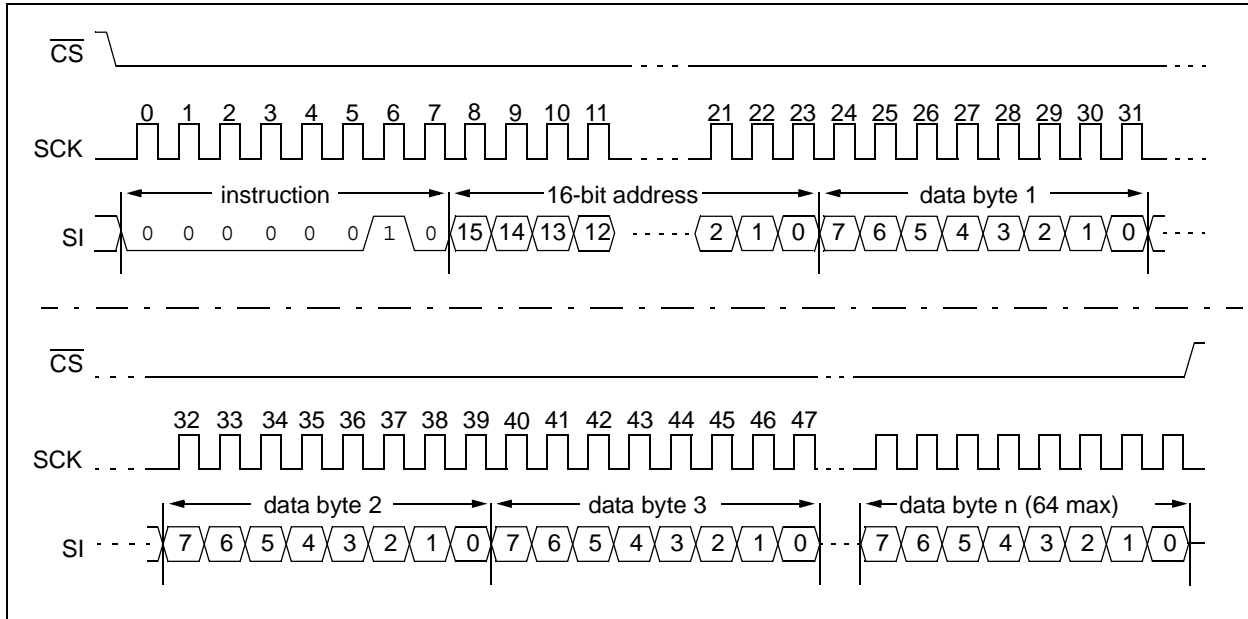 CS
0 1 2 3 4 5 6 7 8 9 10 11 21 22 23 24 25 26 27 28 29 30 31
SCK
instruction 16-bit address data byte 1
SI 0 0 0 0 0 0 1 0 15 14 13 12 2 1 0 7 6 5 4 3 2 1 0
CS
32 33 34 35 36 37 38 39 40 41 42 43 44 45 46 47
SCK
data byte 2 data byte 3 data byte n (64 max)
SI 7 6 5 4 3 2 1 0 7 6 5 4 3 2 1 0 7 6 5 4 3 2 1 0